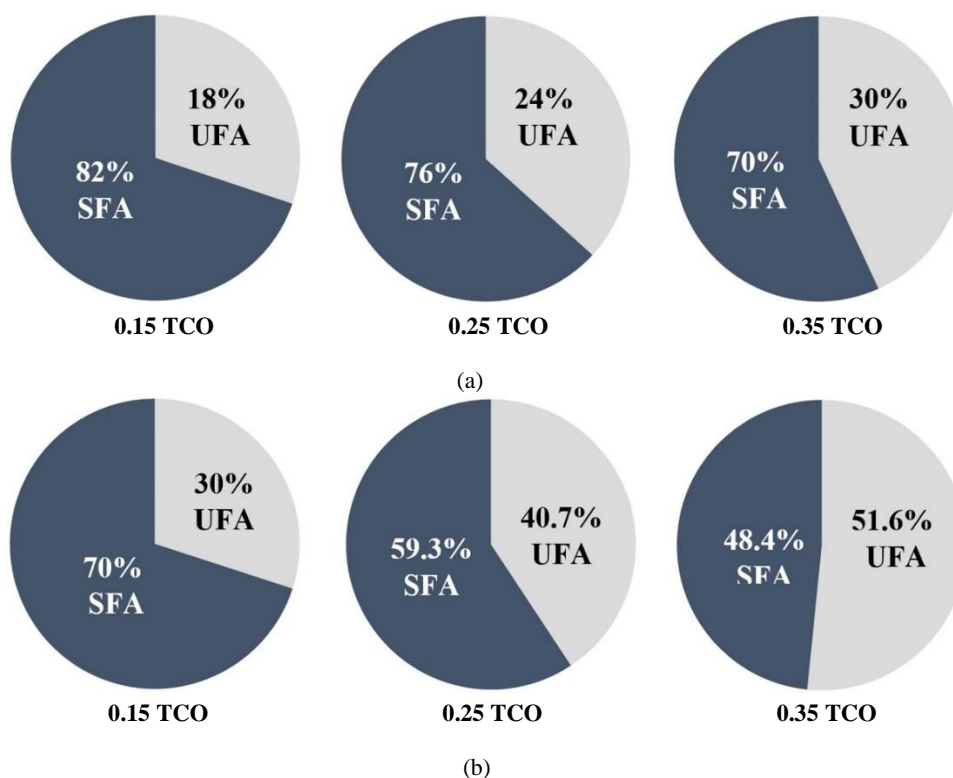 18%
UFA
82%
SFA
24%
UFA
76%
SFA
30%
UFA
70%
SFA
0.15 TCO
0.25 TCO
0.35 TCO
(a)
30%
UFA
70%
SFA
40.7%
UFA
59.3%
SFA
51.6%
UFA
48.4%
SFA
0.15 TCO
0.25 TCO
0.35 TCO
(b)